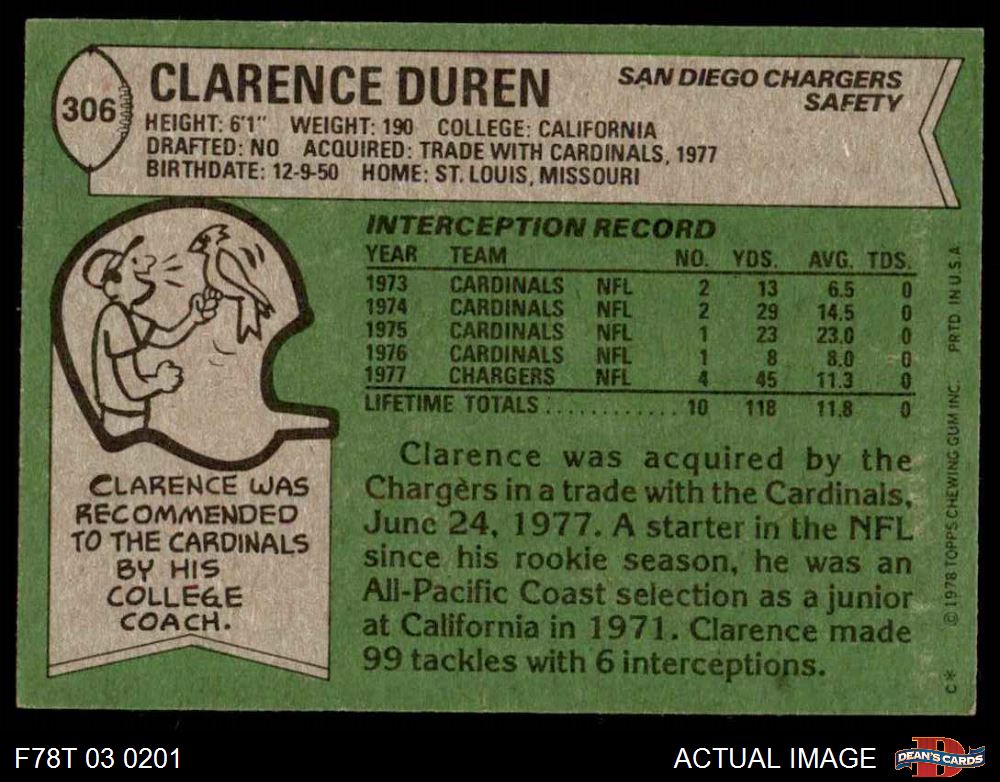 306
CLARENCE DUREN
SAN DIEGO CHARGERS
SAFETY
HEIGHT: 6'1" WEIGHT: 190 COLLEGE: CALIFORNIA
DRAFTED: NO ACQUIRED: TRADE WITH CARDINALS, 1977
BIRTHDATE: 12-9-50 HOME: ST. LOUIS, MISSOURI
CLARENCE WAS
RECOMMENDED
TO THE CARDINALS
BY HIS
COLLEGE
COACH.
INTERCEPTION RECORD
YEAR TEAM NO. YDS. AVG. TDS.
1973 CARDINALS NFL 2 13 6.5 0
1974 CARDINALS NFL 2 29 14.5 0
1975 CARDINALS NFL 1 23 23.0 0
1976 CARDINALS NFL 1 8 8.0 0
1977 CHARGERS NFL 4 45 11.3 0
LIFETIME TOTALS ............ 10 118 11.8 0
Clarence was acquired by the
Chargers in a trade with the Cardinals,
June 24, 1977. A starter in the NFL
since his rookie season, he was an
All-Pacific Coast selection as a junior
at California in 1971. Clarence made
99 tackles with 6 interceptions.
C* ©1978 TOPPS CHEWING GUM INC. PRTD IN U.S.A
F78T 03 0201
ACTUAL IMAGE
D
DEAN'S CARDS